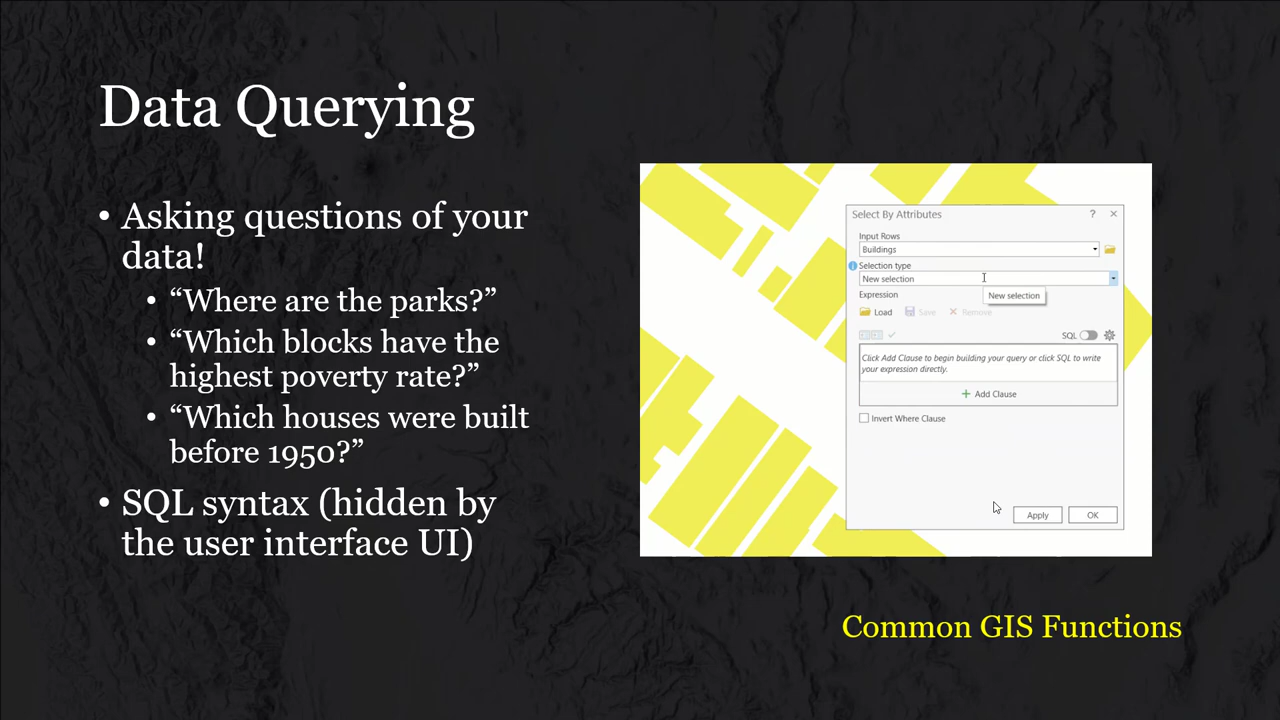 Data Querying
• Asking questions of your
data!
• “Where are the parks?”
• “Which blocks have the
highest poverty rate?”
• “Which houses were built
before 1950?”
• SQL syntax (hidden by
the user interface UI)
Select By Attributes
Input Rows
Buildings
Selection type
New selection
New selection
Expression
Load Save Remove
SQL
Click Add Clause to begin building your query or click SQL to write
your expression directly.
Add Clause
Invert Where Clause
Apply OK
Common GIS Functions